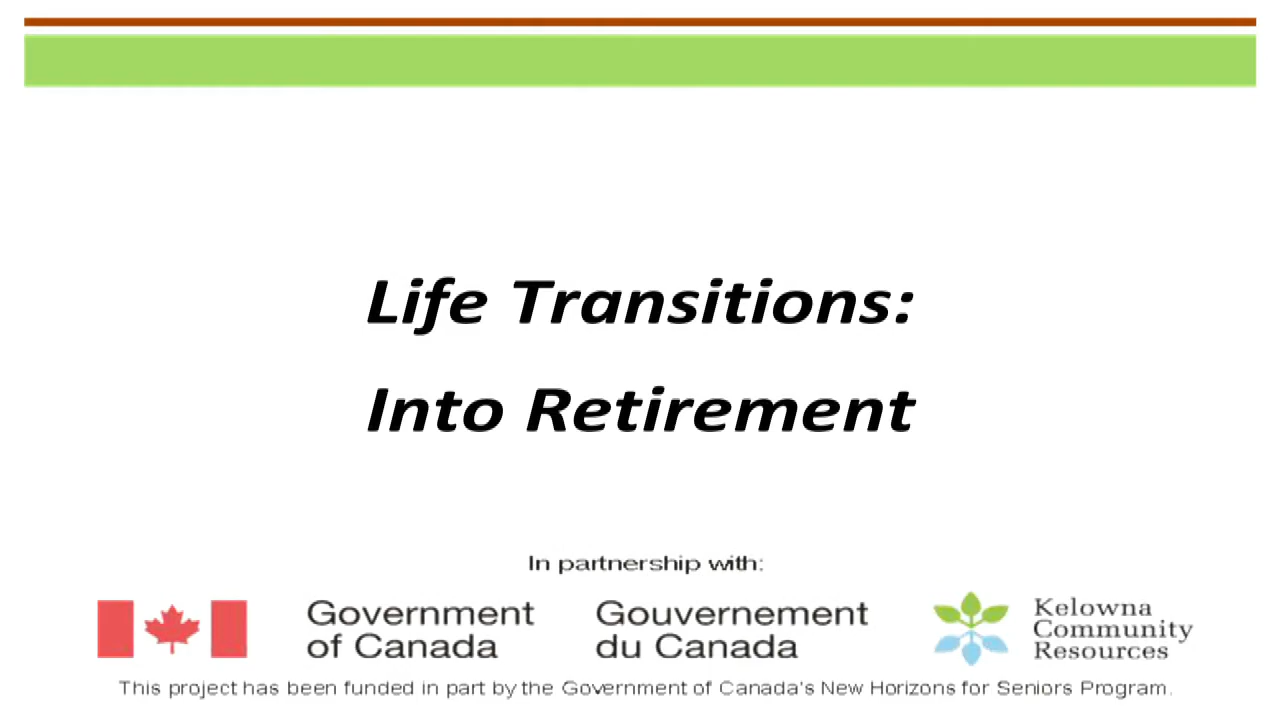 Life Transitions:
Into Retirement
In partnership with:
Government of Canada
Gouvernement du Canada
Kelowna Community Resources
This project has been funded in part by the Government of Canada's New Horizons for Seniors Program.